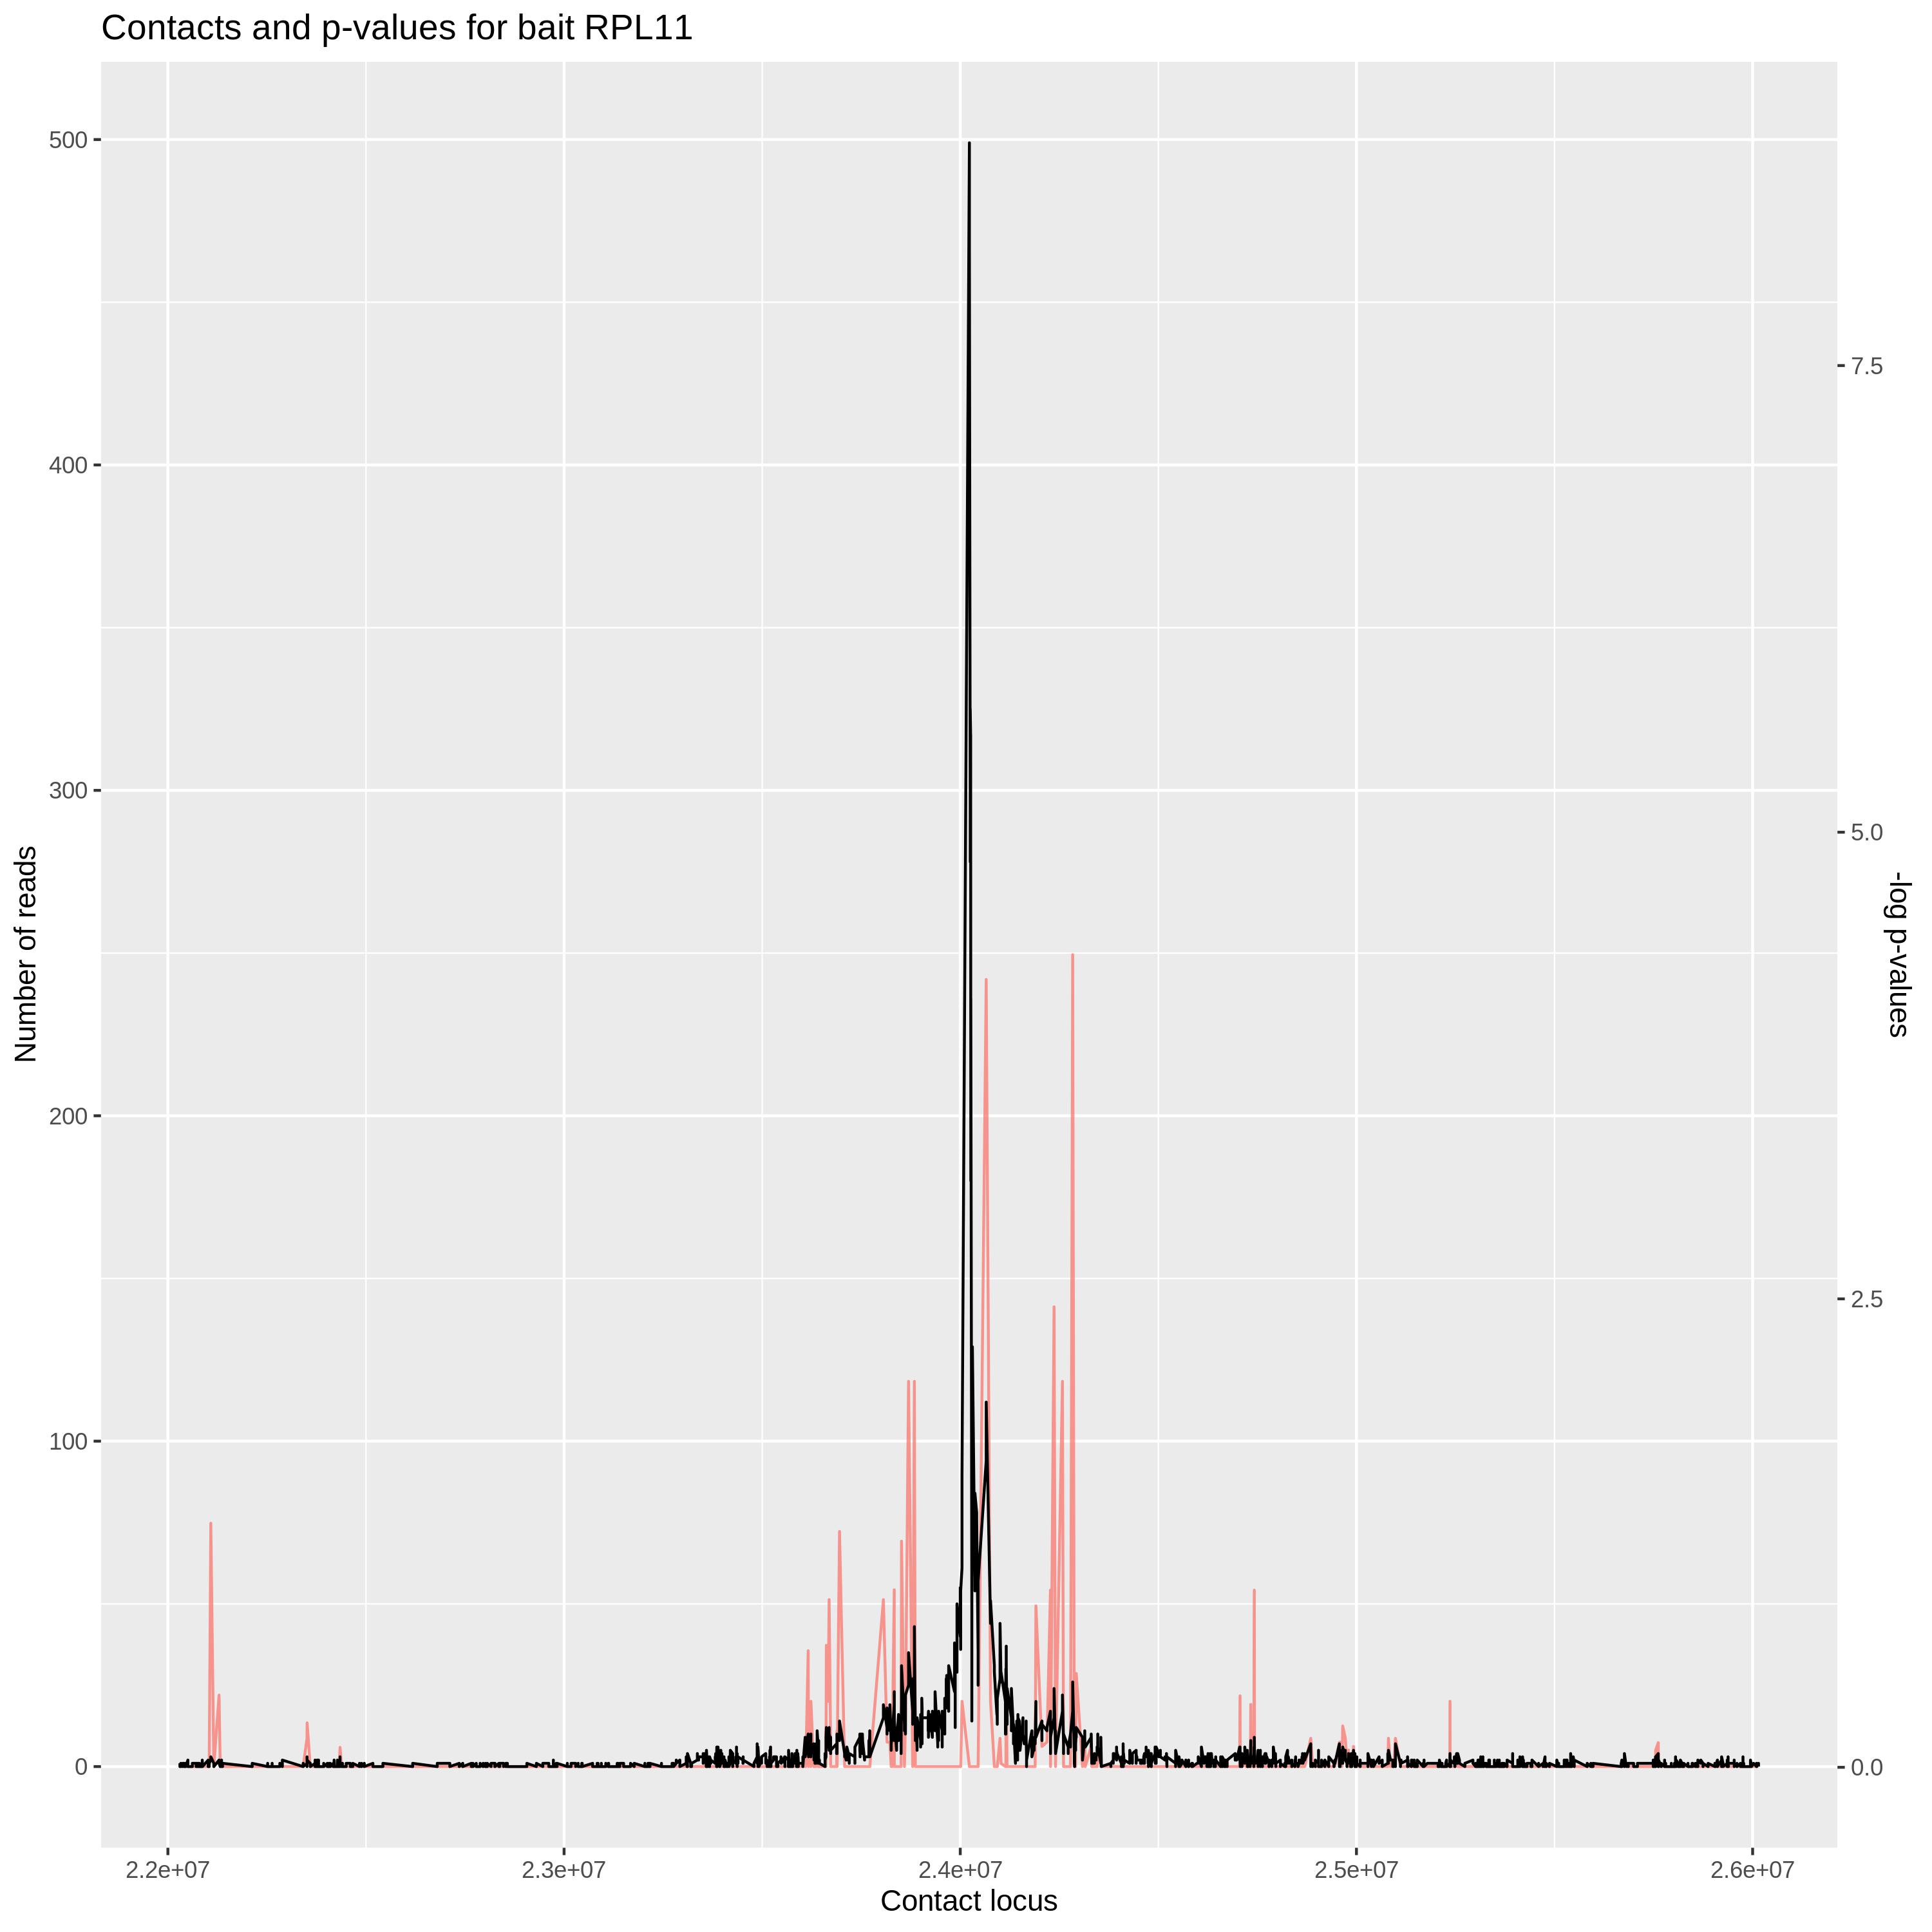 Contacts and p-values for bait RPL11
500
400
300
200
100
0
Number of reads
7.5
5.0
2.5
0.0
-log p-values
2.2e+07
2.3e+07
2.4e+07
2.5e+07
2.6e+07
Contact locus